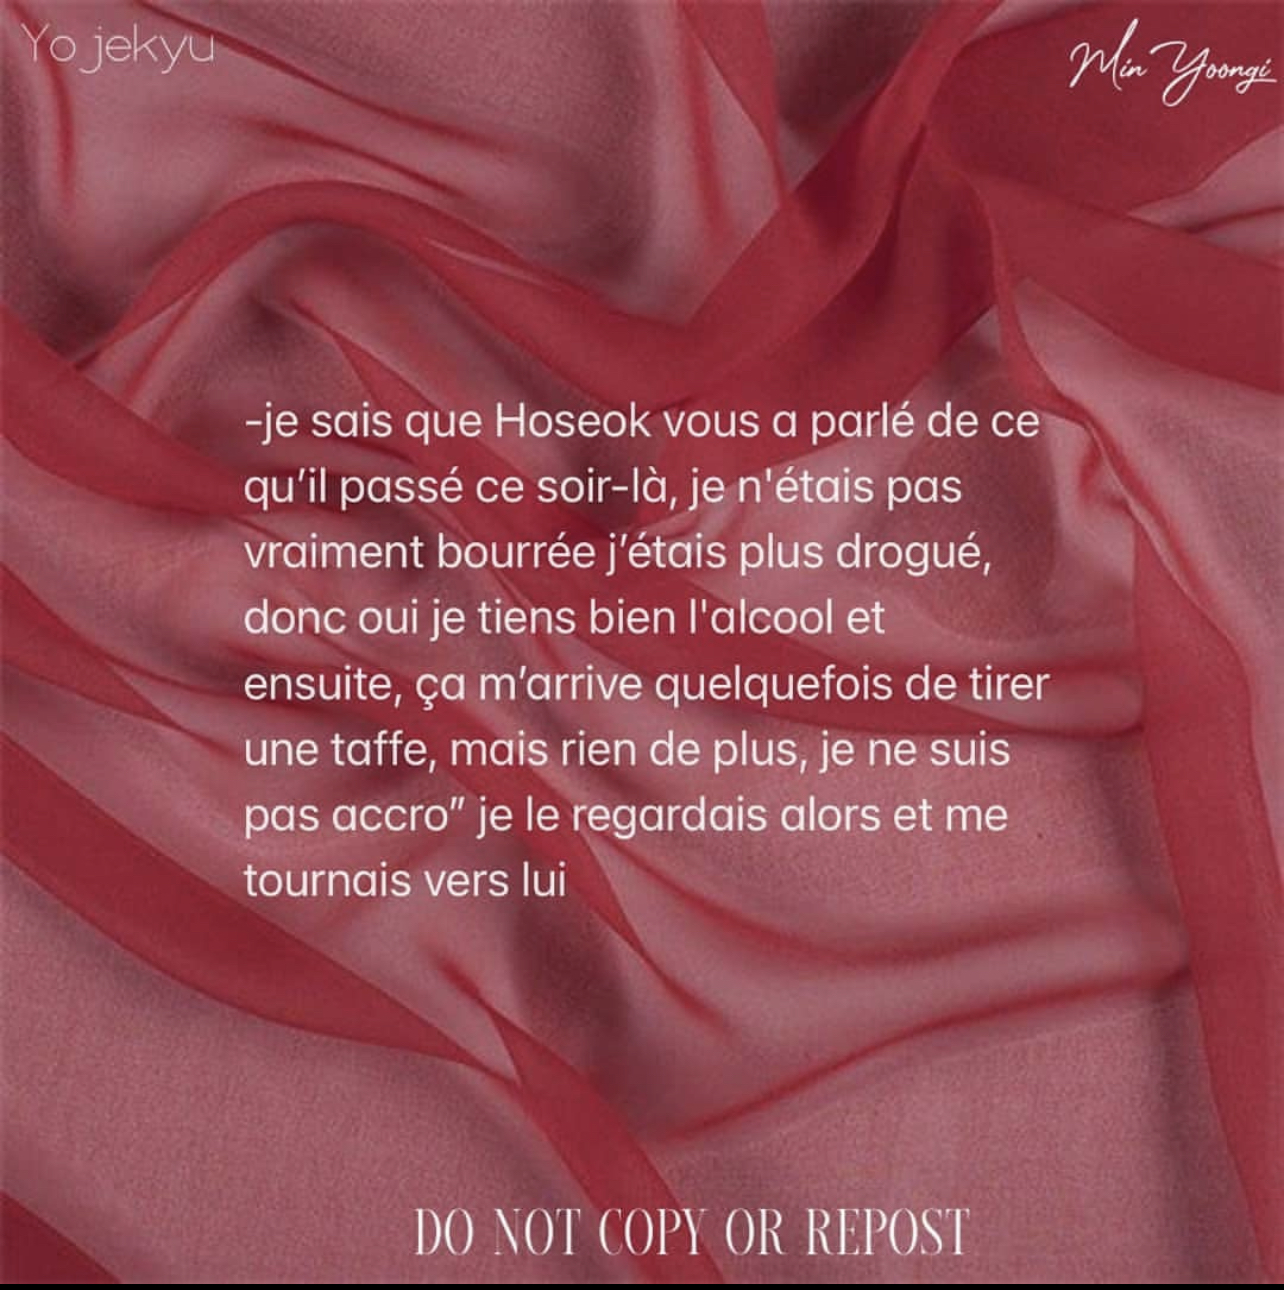 Yo jekyu
Min Yoongi
-je sais que Hoseok vous a parlé de ce
qu’il passé ce soir-là, je n'étais pas
vraiment bourrée j’étais plus drogué,
donc oui je tiens bien l'alcool et
ensuite, ça m’arrive quelquefois de tirer
une taffe, mais rien de plus, je ne suis
pas accro” je le regardais alors et me
tournais vers lui
DO NOT COPY OR REPOST